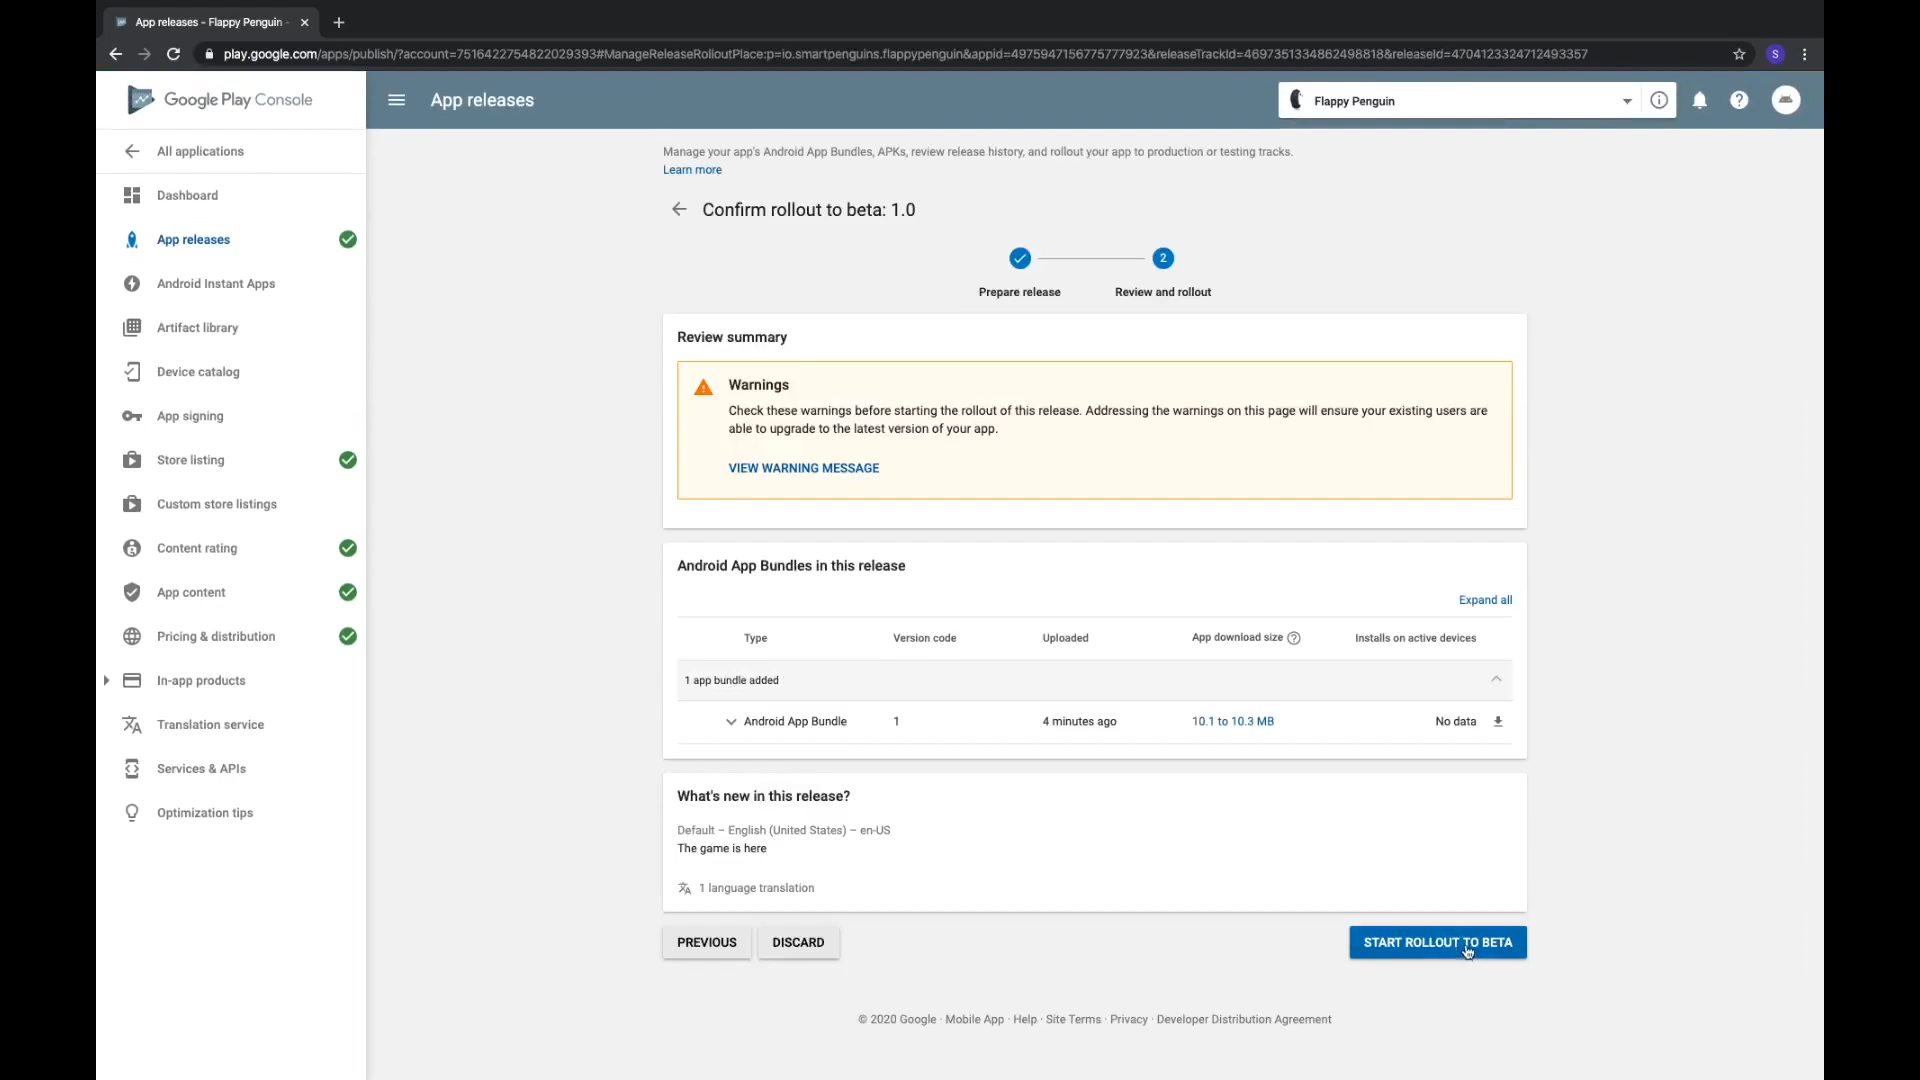 App releases - Flappy Penguin -
play.google.com/apps/publish/?account=7516422754822029393#ManageReleaseRolloutPlace:p=io.smartpenguins.flappypenguin&appid=4975947156775777923&releaseTrackId=4697351334862498818&releaseId=4704123324712493357
S
Google Play Console
App releases
Flappy Penguin
All applications
Dashboard
App releases
Android Instant Apps
Artifact library
Device catalog
App signing
Store listing
Custom store listings
Content rating
App content
Pricing & distribution
In-app products
Translation service
Services & APIs
Optimization tips
Manage your app's Android App Bundles, APKs, review release history, and rollout your app to production or testing tracks.
Learn more
Confirm rollout to beta: 1.0
2
Prepare release
Review and rollout
Review summary
Warnings
Check these warnings before starting the rollout of this release. Addressing the warnings on this page will ensure your existing users are
able to upgrade to the latest version of your app.
VIEW WARNING MESSAGE
Android App Bundles in this release
Expand all
Type Version code Uploaded App download size Installs on active devices
1 app bundle added
Android App Bundle 1 4 minutes ago 10.1 to 10.3 MB No data
What's new in this release?
Default – English (United States) – en-US
The game is here
1 language translation
PREVIOUS
DISCARD
START ROLLOUT TO BETA
© 2020 Google · Mobile App · Help · Site Terms · Privacy · Developer Distribution Agreement